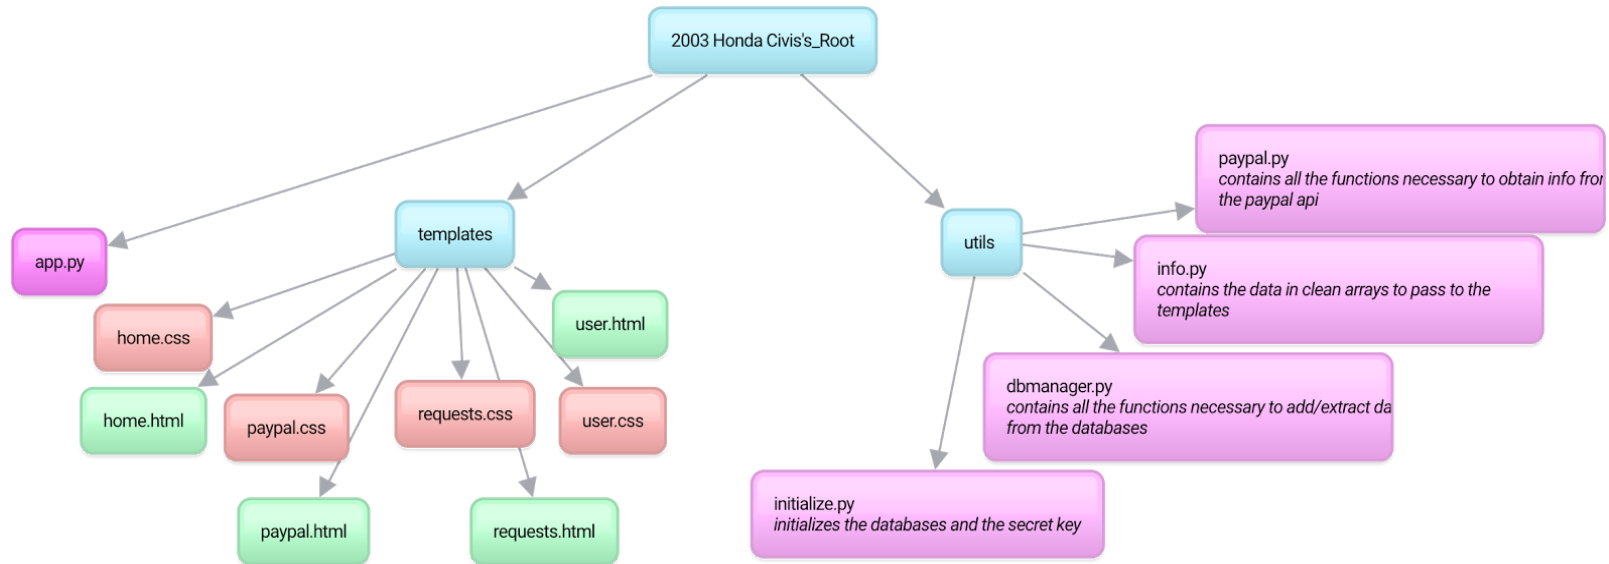 2003 Honda Civis's_Root
paypal.py
contains all the functions necessary to obtain info
the paypal api
templates
utils
app.py
info.py
contains the data in clean arrays to pass to the
templates
user.html
home.css
dbmanager.py
contains all the functions necessary to add/extract
from the databases
home.html
paypal.css
requests.css
user.css
initialize.py
initializes the databases and the secret key
paypal.html
requests.html